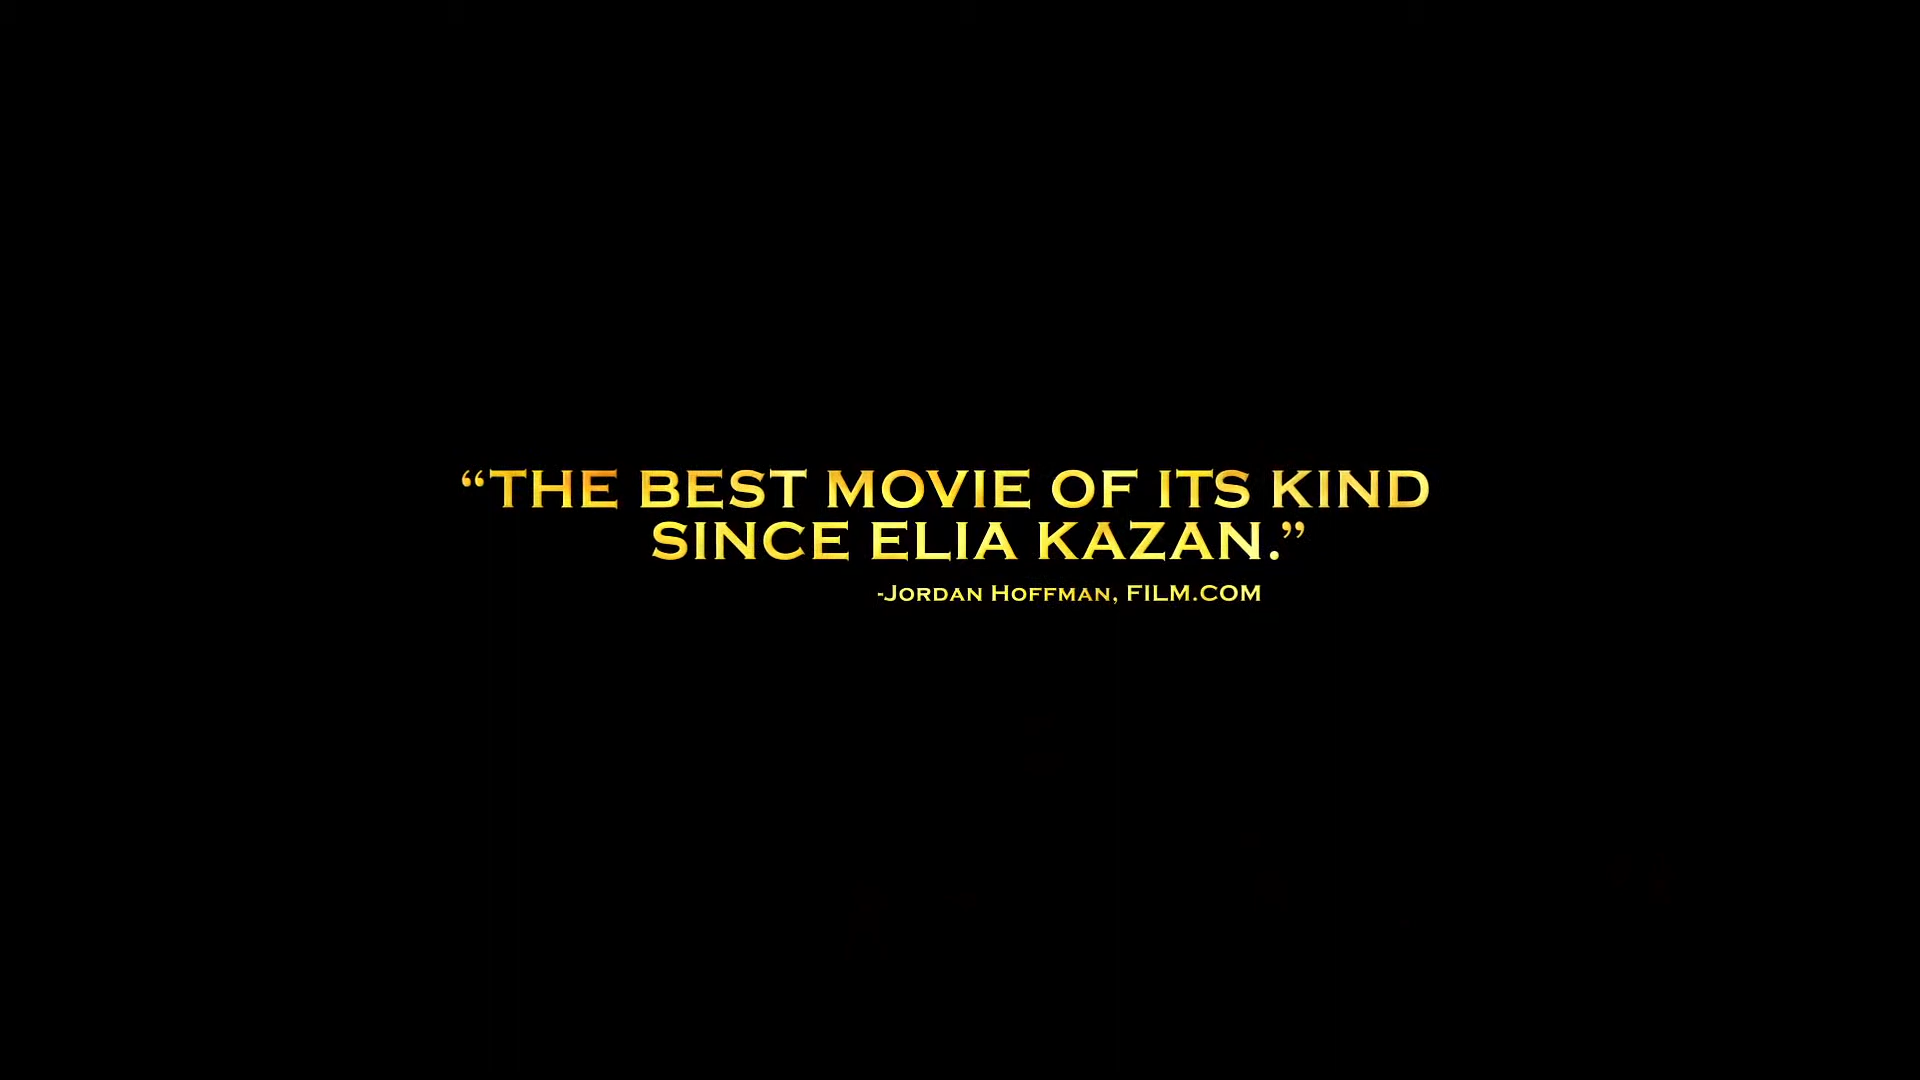 “THE BEST MOVIE OF ITS KIND
SINCE ELIA KAZAN.”
-Jordan Hoffman, FILM.COM